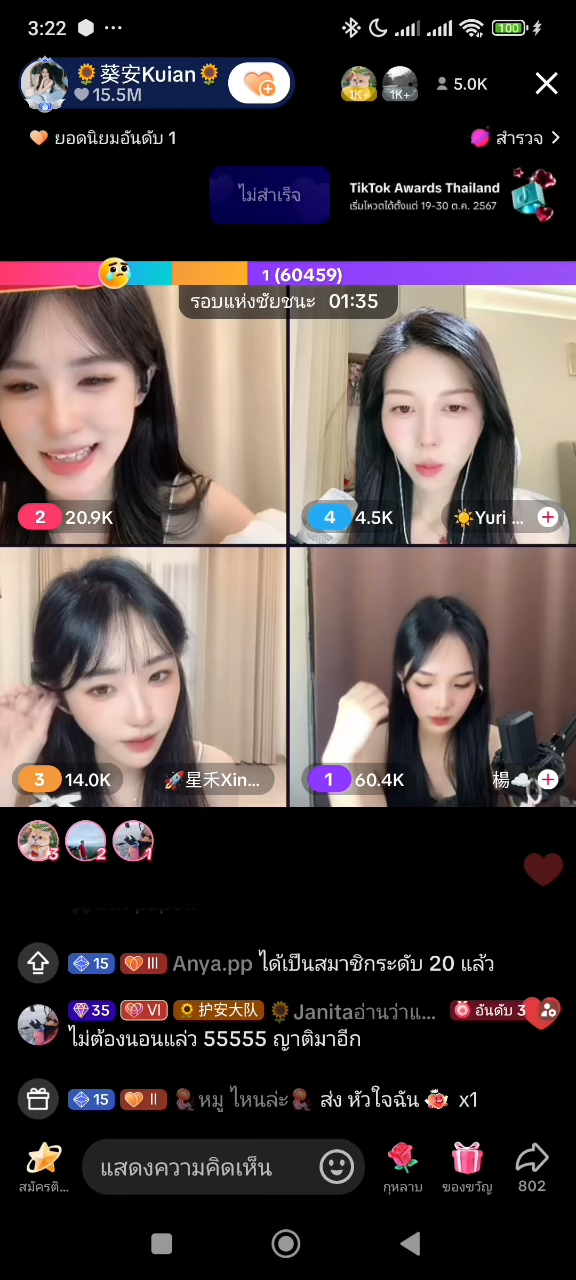 3:22
100
🌻葵安Kuian🌻
15.5M
1K+
1K+
5.0K
ยอดนิยมอันดับ 1
สำรวจ
ไม่สำเร็จ
TikTok Awards Thailand
เริ่มโหวตได้ตั้งแต่ 19-30 ต.ค. 2567
1 (60459)
รอบแห่งชัยชนะ 01:35
2 20.9K
4 4.5K
☀️Yuri ...
3 14.0K
🚀星禾Xin...
1 60.4K
楊☁️
3
2
1
15 III Anya.pp ได้เป็นสมาชิกระดับ 20 แล้ว
35 VI 护安大队 🌻Janitaอ่านว่าแ... อันดับ 3
ไม่ต้องนอนแล่ว 55555 ญาติมาอีก
15 II 🦑หมู ไหนล่ะ🦑 ส่ง หัวใจฉัน x1
แสดงความคิดเห็น
สมัครติ...
กุหลาบ
ของขวัญ
802